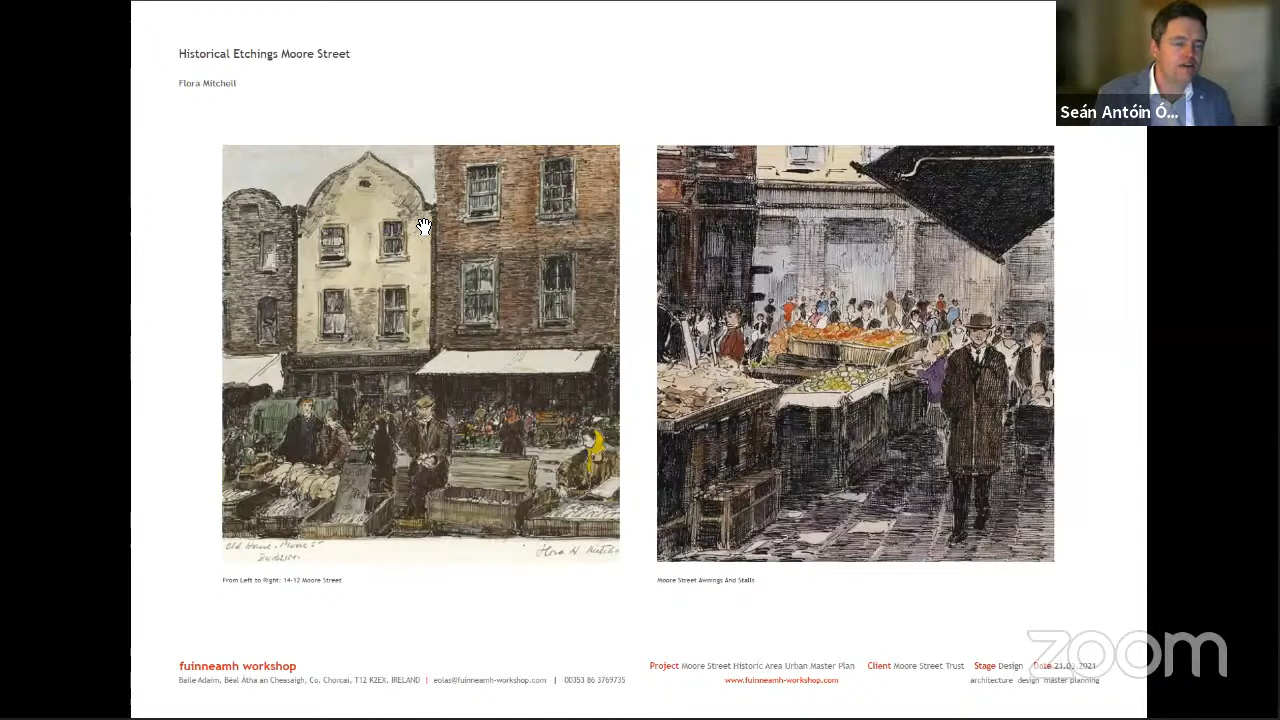 Historical Etchings Moore Street
Flora Mitchell
Seán Antóin Ó...
Old House - Moore St
Flora H Mitchell
From Left to Right: 14-12 Moore Street
Moore Street Awnings And Stalls
fuinneamh workshop
Baile Adaim, Béal Átha an Cheasaigh, Co. Chorcaí, T12 K2EX, IRELAND | eolas@fuinneamh-workshop.com | 00353 86 3769735
Project Moore Street Historic Area Urban Master Plan Client Moore Street Trust Stage Design Date 21.03.2021
www.fuinneamh-workshop.com architecture design master planning
zoom